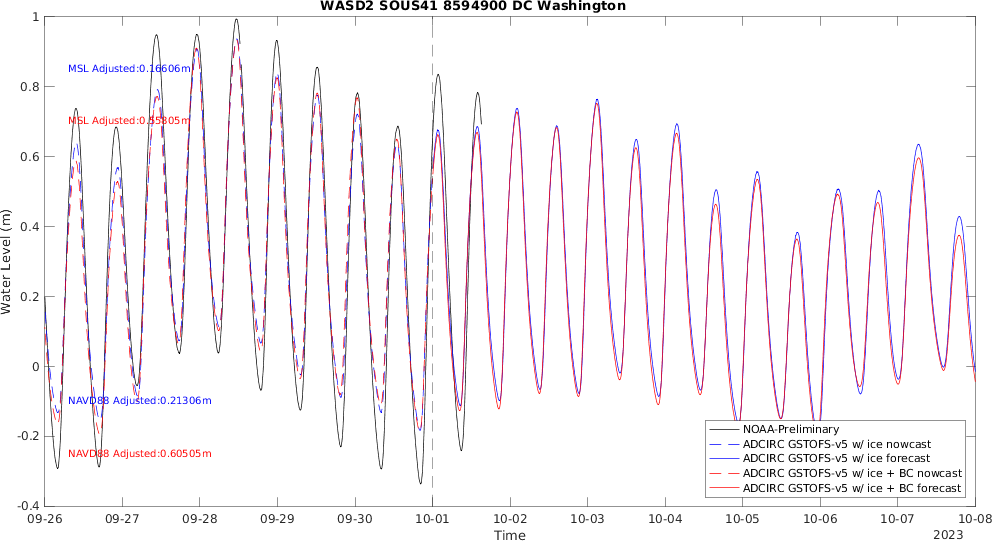 WASD2 SOUS41 8594900 DC Washington
1
0.8
0.6
0.4
0.2
0
-0.2
-0.4
Water Level (m)
MSL Adjusted:0.16606m
MSL Adjusted:0.55805m
NAVD88 Adjusted:0.21306m
NAVD88 Adjusted:0.60505m
NOAA-Preliminary
ADCIRC GSTOFS-v5 w/ ice nowcast
ADCIRC GSTOFS-v5 w/ ice forecast
ADCIRC GSTOFS-v5 w/ ice + BC nowcast
ADCIRC GSTOFS-v5 w/ ice + BC forecast
09-26 09-27 09-28 09-29 09-30 10-01 10-02 10-03 10-04 10-05 10-06 10-07 10-08
Time
2023